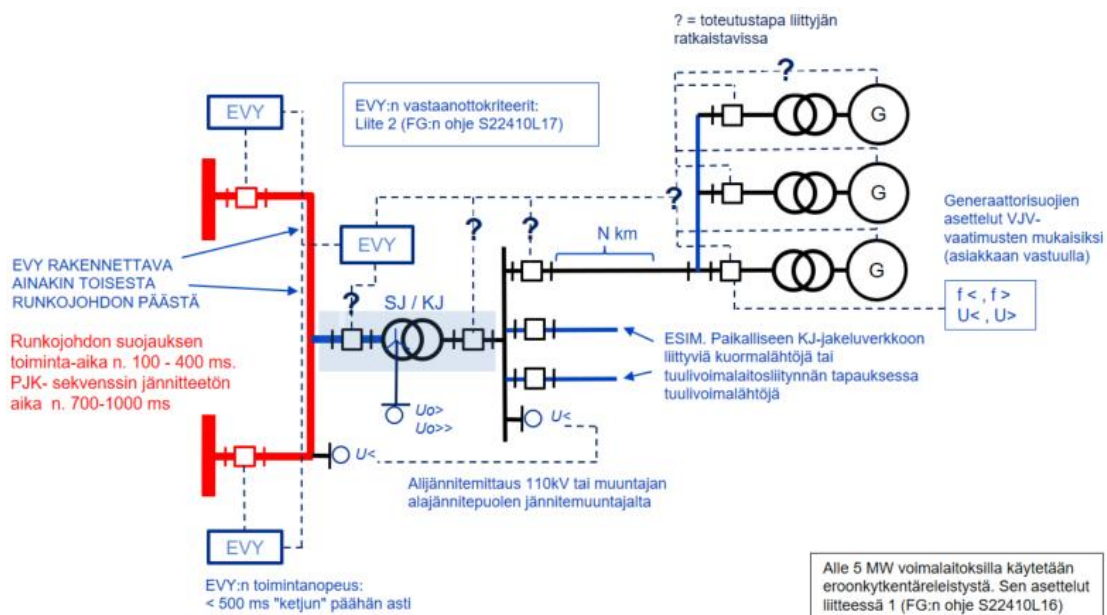 ? = toteutustapa liittyjän
ratkaistavissa
?
EVY
EVY:n vastaanottokriteerit:
Liite 2 (FG:n ohje S22410L17)
G
G
?
?
?
EVY
N km
G
Generaattorisuojien
asettelut VJV-
vaatimusten mukaisiksi
(asiakkaan vastuulla)
f < , f >
U< , U>
EVY RAKENNETTAVA
AINAKIN TOISESTA
RUNKOJOHDON PÄÄSTÄ
?
SJ / KJ
Runkojohdon suojauksen
toiminta-aika n. 100 - 400 ms.
PJK- sekvenssin jännitteetön
aika n. 700-1000 ms
ESIM. Paikalliseen KJ-jakeluverkkoon
liittyviä kuormalähtöjä tai
tuulivoimalaitosliitynnän tapauksessa
tuulivoimalähtöjä
Uo>
Uo>>
U<
U<
Alijännitemittaus 110kV tai muuntajan
alajännitepuolen jännitemuuntajalta
EVY
EVY:n toimintanopeus:
< 500 ms "ketjun" päähän asti
Alle 5 MW voimalaitoksilla käytetään
eroonkytkentäreleistystä. Sen asettelut
liitteessä 1 (FG:n ohje S22410L16)